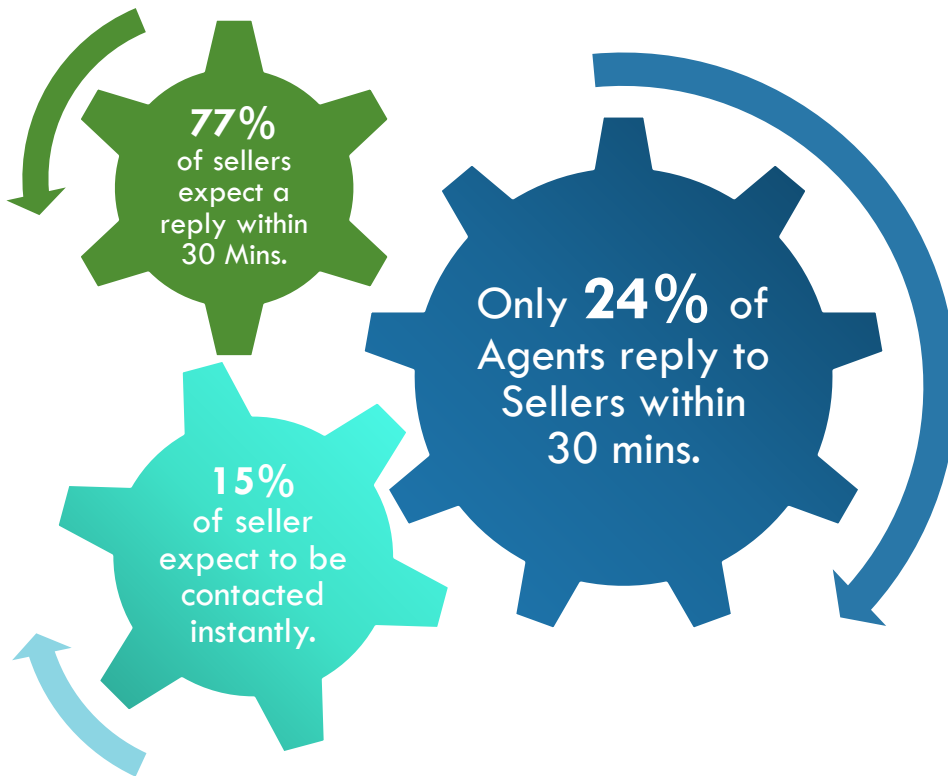 77%
of sellers
expect a
reply within
30 Mins.
Only 24% of
Agents reply to
Sellers within
30 mins.
15%
of seller
expect to be
contacted
instantly.